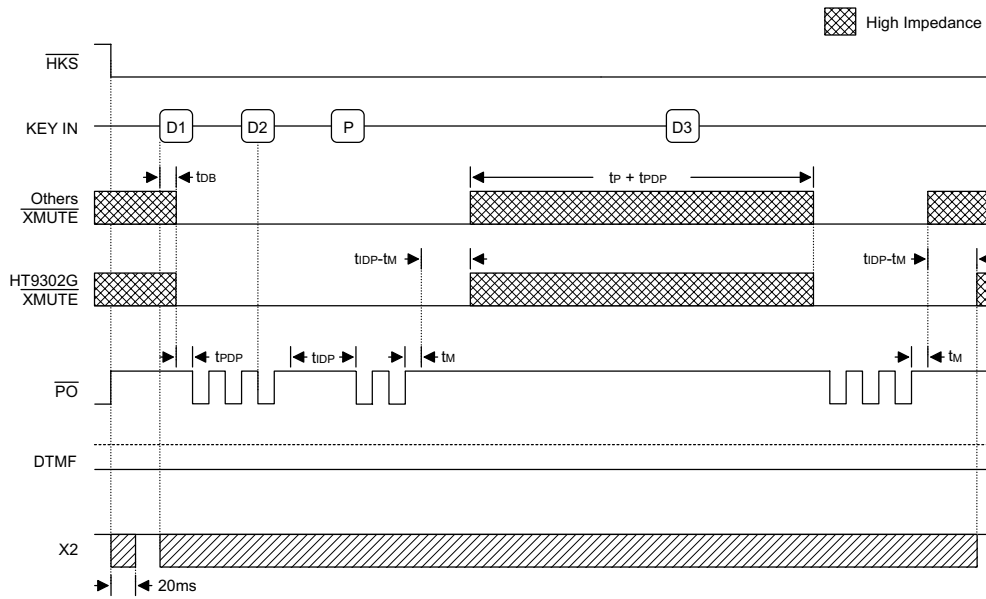 High Impedance
HKS
KEY IN
D1
D2
P
D3
tDB
Others
XMUTE
tP + tPDP
tIDP-tM
tIDP-tM
HT9302G
XMUTE
tPDP
tIDP
tM
tM
PO
DTMF
X2
20ms